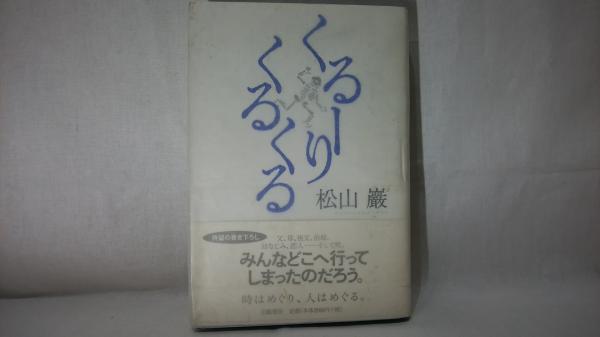 くるーり
くるくる
松山 巖
待望の書き下ろし
みんなどこへ行って
しまったのだろう。
時はめぐり、人はめぐる。